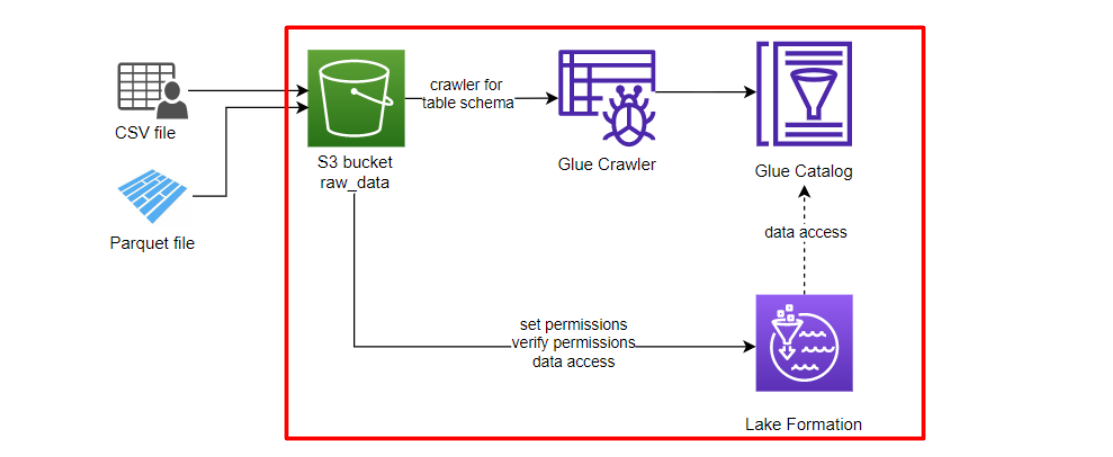 CSV file
Parquet file
S3 bucket
raw_data
crawler for
table schema
Glue Crawler
Glue Catalog
data access
set permissions
verify permissions
data access
Lake Formation